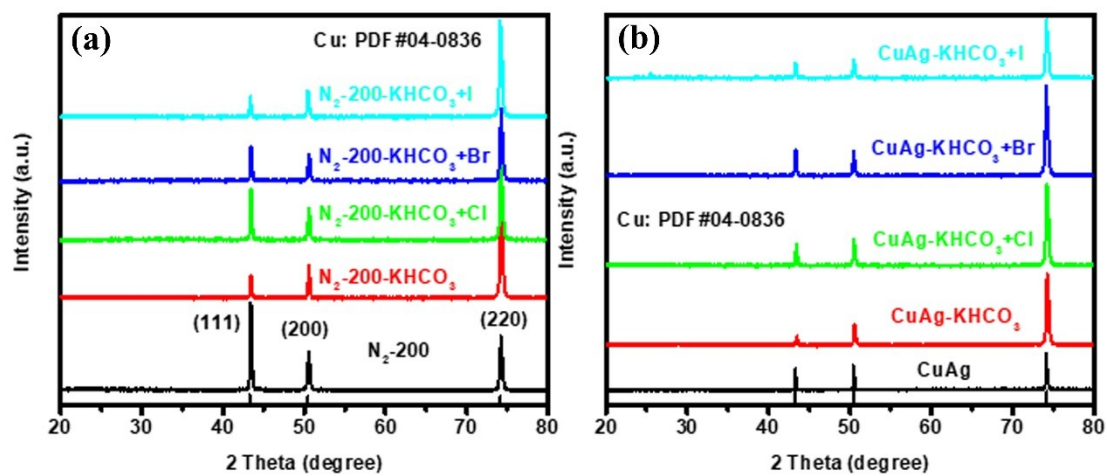 (a)
Cu: PDF#04-0836
N₂-200-KHCO₃+I
N₂-200-KHCO₃+Br
N₂-200-KHCO₃+Cl
N₂-200-KHCO₃
(111)
(200)
(220)
N₂-200
Intensity (a.u.)
20 30 40 50 60 70 80
2 Theta (degree)
(b)
CuAg-KHCO₃+I
CuAg-KHCO₃+Br
Cu: PDF#04-0836
CuAg-KHCO₃+Cl
CuAg-KHCO₃
CuAg
Intensity (a.u.)
20 30 40 50 60 70 80
2 Theta (degree)